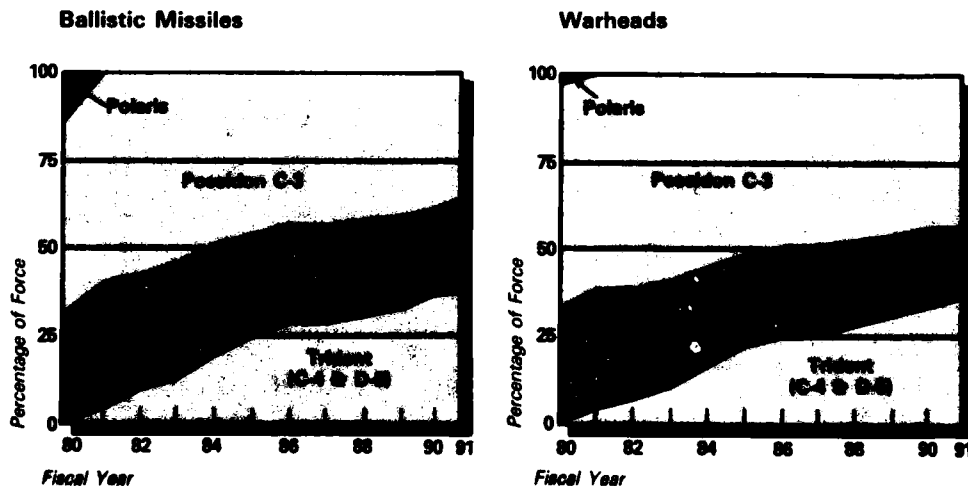 Ballistic Missiles
100
Polaris
75
Poseidon C-3
50
25
Trident
(C-4 & D-5)
0
80 82 84 86 88 90 91
Percentage of Force
Fiscal Year
Warheads
100
Polaris
75
Poseidon C-3
50
25
Trident
(C-4 & D-5)
0
80 82 84 86 88 90 91
Percentage of Force
Fiscal Year